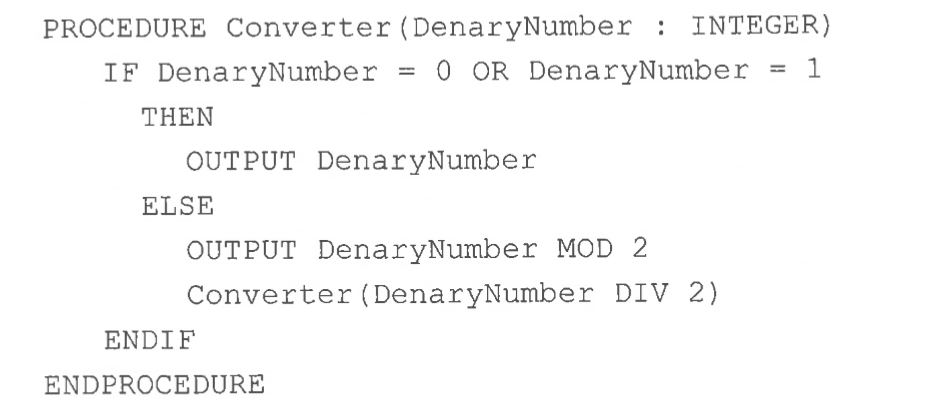 PROCEDURE Converter(DenaryNumber : INTEGER)
IF DenaryNumber = 0 OR DenaryNumber = 1
THEN
OUTPUT DenaryNumber
ELSE
OUTPUT DenaryNumber MOD 2
Converter(DenaryNumber DIV 2)
ENDIF
ENDPROCEDURE